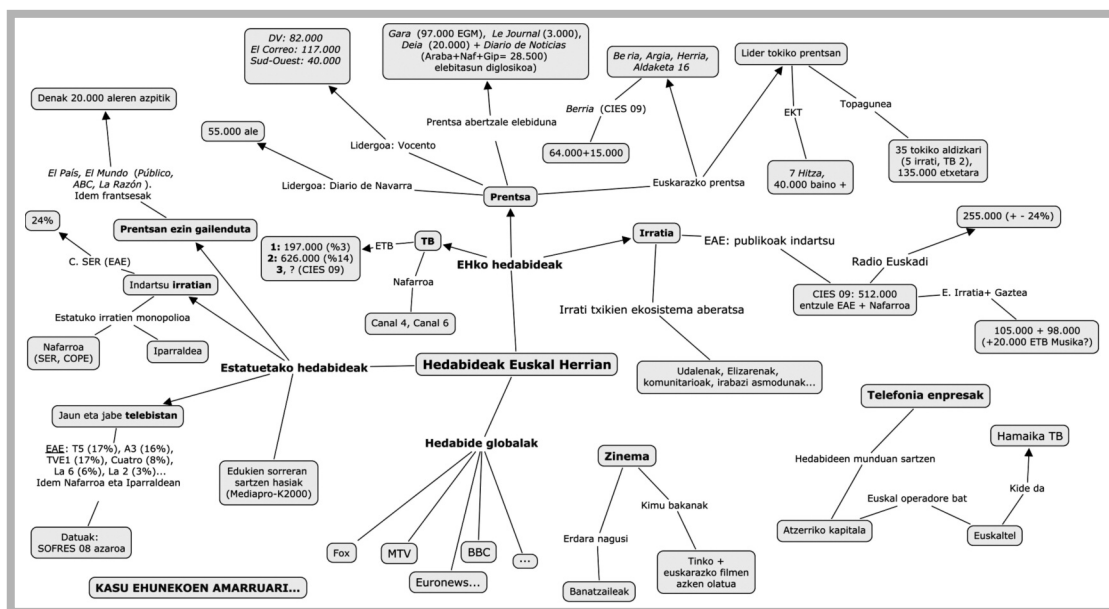 DV: 82.000
El Correo: 117.000
Sud-Ouest: 40.000
Gara (97.000 EGM), Le Journal (3.000),
Deia (20.000) + Diario de Noticias
(Araba+Naf+Gip= 28.500)
elebitasun diglosikoa)
Be ria, Argia, Herria,
Aldaketa 16
Lider tokiko prentsan
Denak 20.000 aleren azpitik
55.000 ale
Lidergoa: Vocento
Prentsa abertzale elebiduna
Berria (CIES 09)
64.000+15.000
EKT
Topagunea
7 Hitza,
40.000 baino +
35 tokiko aldizkari
(5 irrati, TB 2),
135.000 etxetara
El País, El Mundo (Público,
ABC, La Razón ).
Idem frantsesak
Lidergoa: Diario de Navarra
Prentsa
Euskarazko prentsa
24%
Prentsan ezin gailenduta
1: 197.000 (%3)
2: 626.000 (%14)
3, ? (CIES 09)
ETB
TB
Irratia
EAE: publikoak indartsu
255.000 (+ - 24%)
C. SER (EAE)
EHko hedabideak
Radio Euskadi
Indartsu irratian
Nafarroa
CIES 09: 512.000
entzule EAE + Nafarroa
E. Irratia+ Gaztea
Estatuko irratien monopolioa
Irrati txikien ekosistema aberatsa
Canal 4, Canal 6
105.000 + 98.000
(+20.000 ETB Musika?)
Nafarroa
(SER, COPE)
Iparraldea
Estatuetako hedabideak
Hedabideak Euskal Herrian
Udalenak, Elizarenak,
komunitarioak, irabazi asmodunak...
Telefonia enpresak
Jaun eta jabe telebistan
Hedabide globalak
Zinema
Hamaika TB
EAE: T5 (17%), A3 (16%),
TVE1 (17%), Cuatro (8%),
La 6 (6%), La 2 (3%)...
Idem Nafarroa eta Iparraldean
Hedabideen munduan sartzen
Edukien sorreran
sartzen hasiak
(Mediapro-K2000)
Kimu bakanak
Kide da
Euskal operadore bat
Datuak:
SOFRES 08 azaroa
Erdara nagusi
Atzerriko kapitala
Euskaltel
Fox
MTV
BBC
...
Euronews...
Tinko +
euskarazko filmen
azken olatua
Banatzaileak
KASU EHUNEKOEN AMARRUARI...